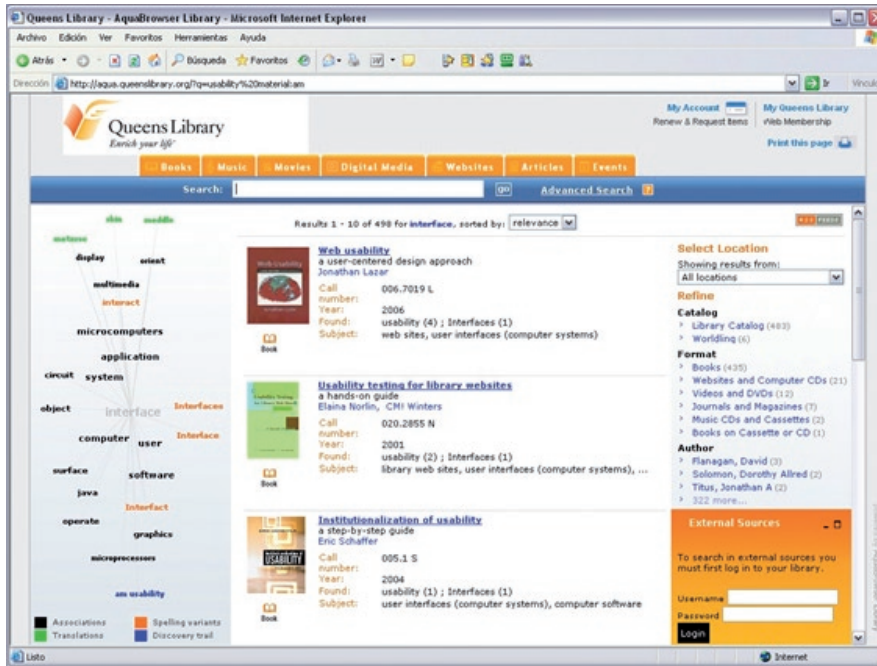 Queens Library - AquaBrowser Library - Microsoft Internet Explorer
Archivo Edición Ver Favoritos Herramientas Ayuda
Atrás Búsqueda Favoritos
Dirección http://aqua.queenslibrary.org/?q=usability%20material:am Ir Vínculos
Queens Library
Enrich your life
My Account
Renew & Request Items
My Queens Library
Web Membership
Print this page
Books Music Movies Digital Media Websites Articles Events
Search: go Advanced Search
skin meddle
meteroo
display orient
multimedia
interact
microcomputers
application
circuit system
object interface Interfaces
computer user Interface
surface software
java
Interfact
operate
graphics
microprocessors
am usability
Associations Spelling variants
Translations Discovery trail
Results 1 - 10 of 498 for interface, sorted by: relevance
Web usability
a user-centered design approach
Jonathan Lazar
Call number: 006.7019 L
Year: 2006
Found: usability (4) ; Interfaces (1)
Subject: web sites, user interfaces (computer systems)
Book
Usability testing for library websites
a hands-on guide
Elaina Norlin, CM! Winters
Call number: 020.2855 N
Year: 2001
Found: usability (2) ; Interfaces (1)
Subject: library web sites, user interfaces (computer systems), ...
Book
Institutionalization of usability
a step-by-step guide
Eric Schaffer
USABILITY
Call number: 005.1 S
Year: 2004
Found: usability (1) ; Interfaces (1)
Subject: user interfaces (computer systems), computer software
Book
Select Location
Showing results from:
All locations
Refine
Catalog
Library Catalog (483)
Worldling (6)
Format
Books (435)
Websites and Computer CDs (21)
Videos and DVDs (12)
Journals and Magazines (7)
Music CDs and Cassettes (2)
Books on Cassette or CD (1)
Author
Flanagan, David (3)
Solomon, Dorothy Allred (2)
Titus, Jonathan A (2)
322 more...
External Sources
To search in external sources you
must first log in to your library.
Username
Password
Login
Listo Internet